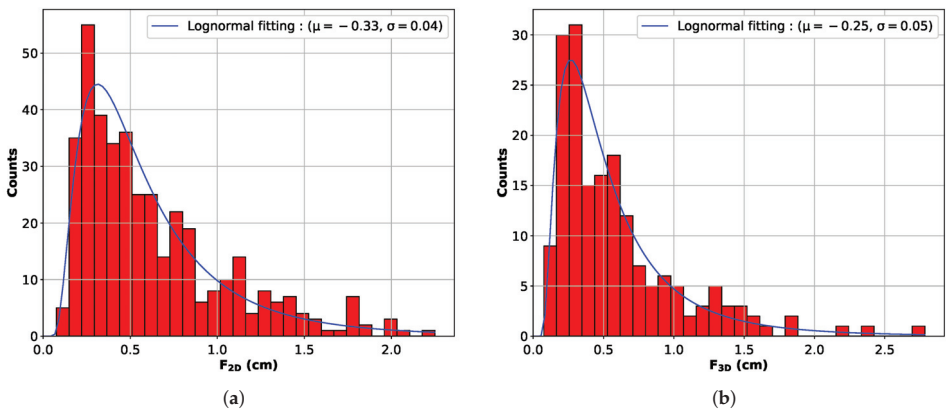 Lognormal fitting : (μ = − 0.33, σ = 0.04)
Counts
50
40
30
20
10
0
0.0 0.5 1.0 1.5 2.0
F2D (cm)
(a)
Lognormal fitting : (μ = − 0.25, σ = 0.05)
Counts
30
25
20
15
10
5
0
0.0 0.5 1.0 1.5 2.0 2.5
F3D (cm)
(b)